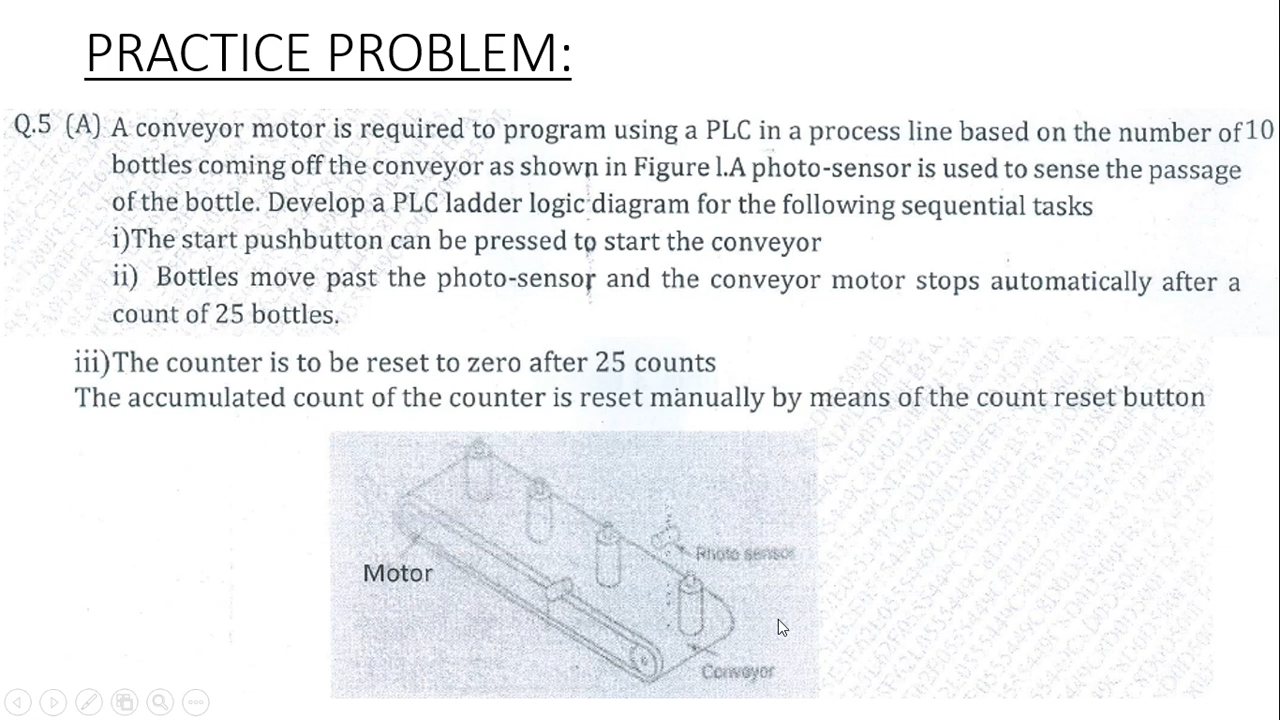 PRACTICE PROBLEM:
Q.5 (A) A conveyor motor is required to program using a PLC in a process line based on the number of 10
bottles coming off the conveyor as shown in Figure 1.A photo-sensor is used to sense the passage
of the bottle. Develop a PLC ladder logic diagram for the following sequential tasks
i)The start pushbutton can be pressed to start the conveyor
ii) Bottles move past the photo-sensor and the conveyor motor stops automatically after a
count of 25 bottles.
iii)The counter is to be reset to zero after 25 counts
The accumulated count of the counter is reset manually by means of the count reset button
Photo sensor
Motor
Conveyor